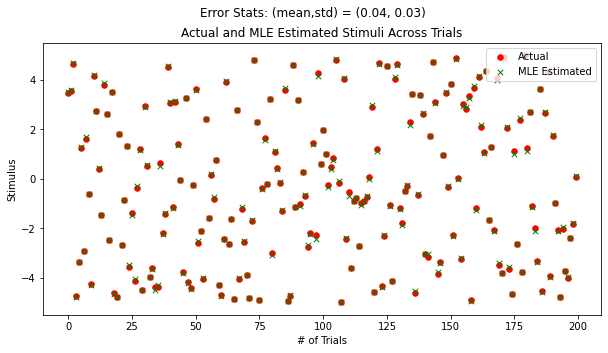 Error Stats: (mean,std) = (0.04, 0.03)
Actual and MLE Estimated Stimuli Across Trials
Actual
MLE Estimated
Stimulus
4
2
0
−2
−4
0
25
50
75
100
125
150
175
200
# of Trials